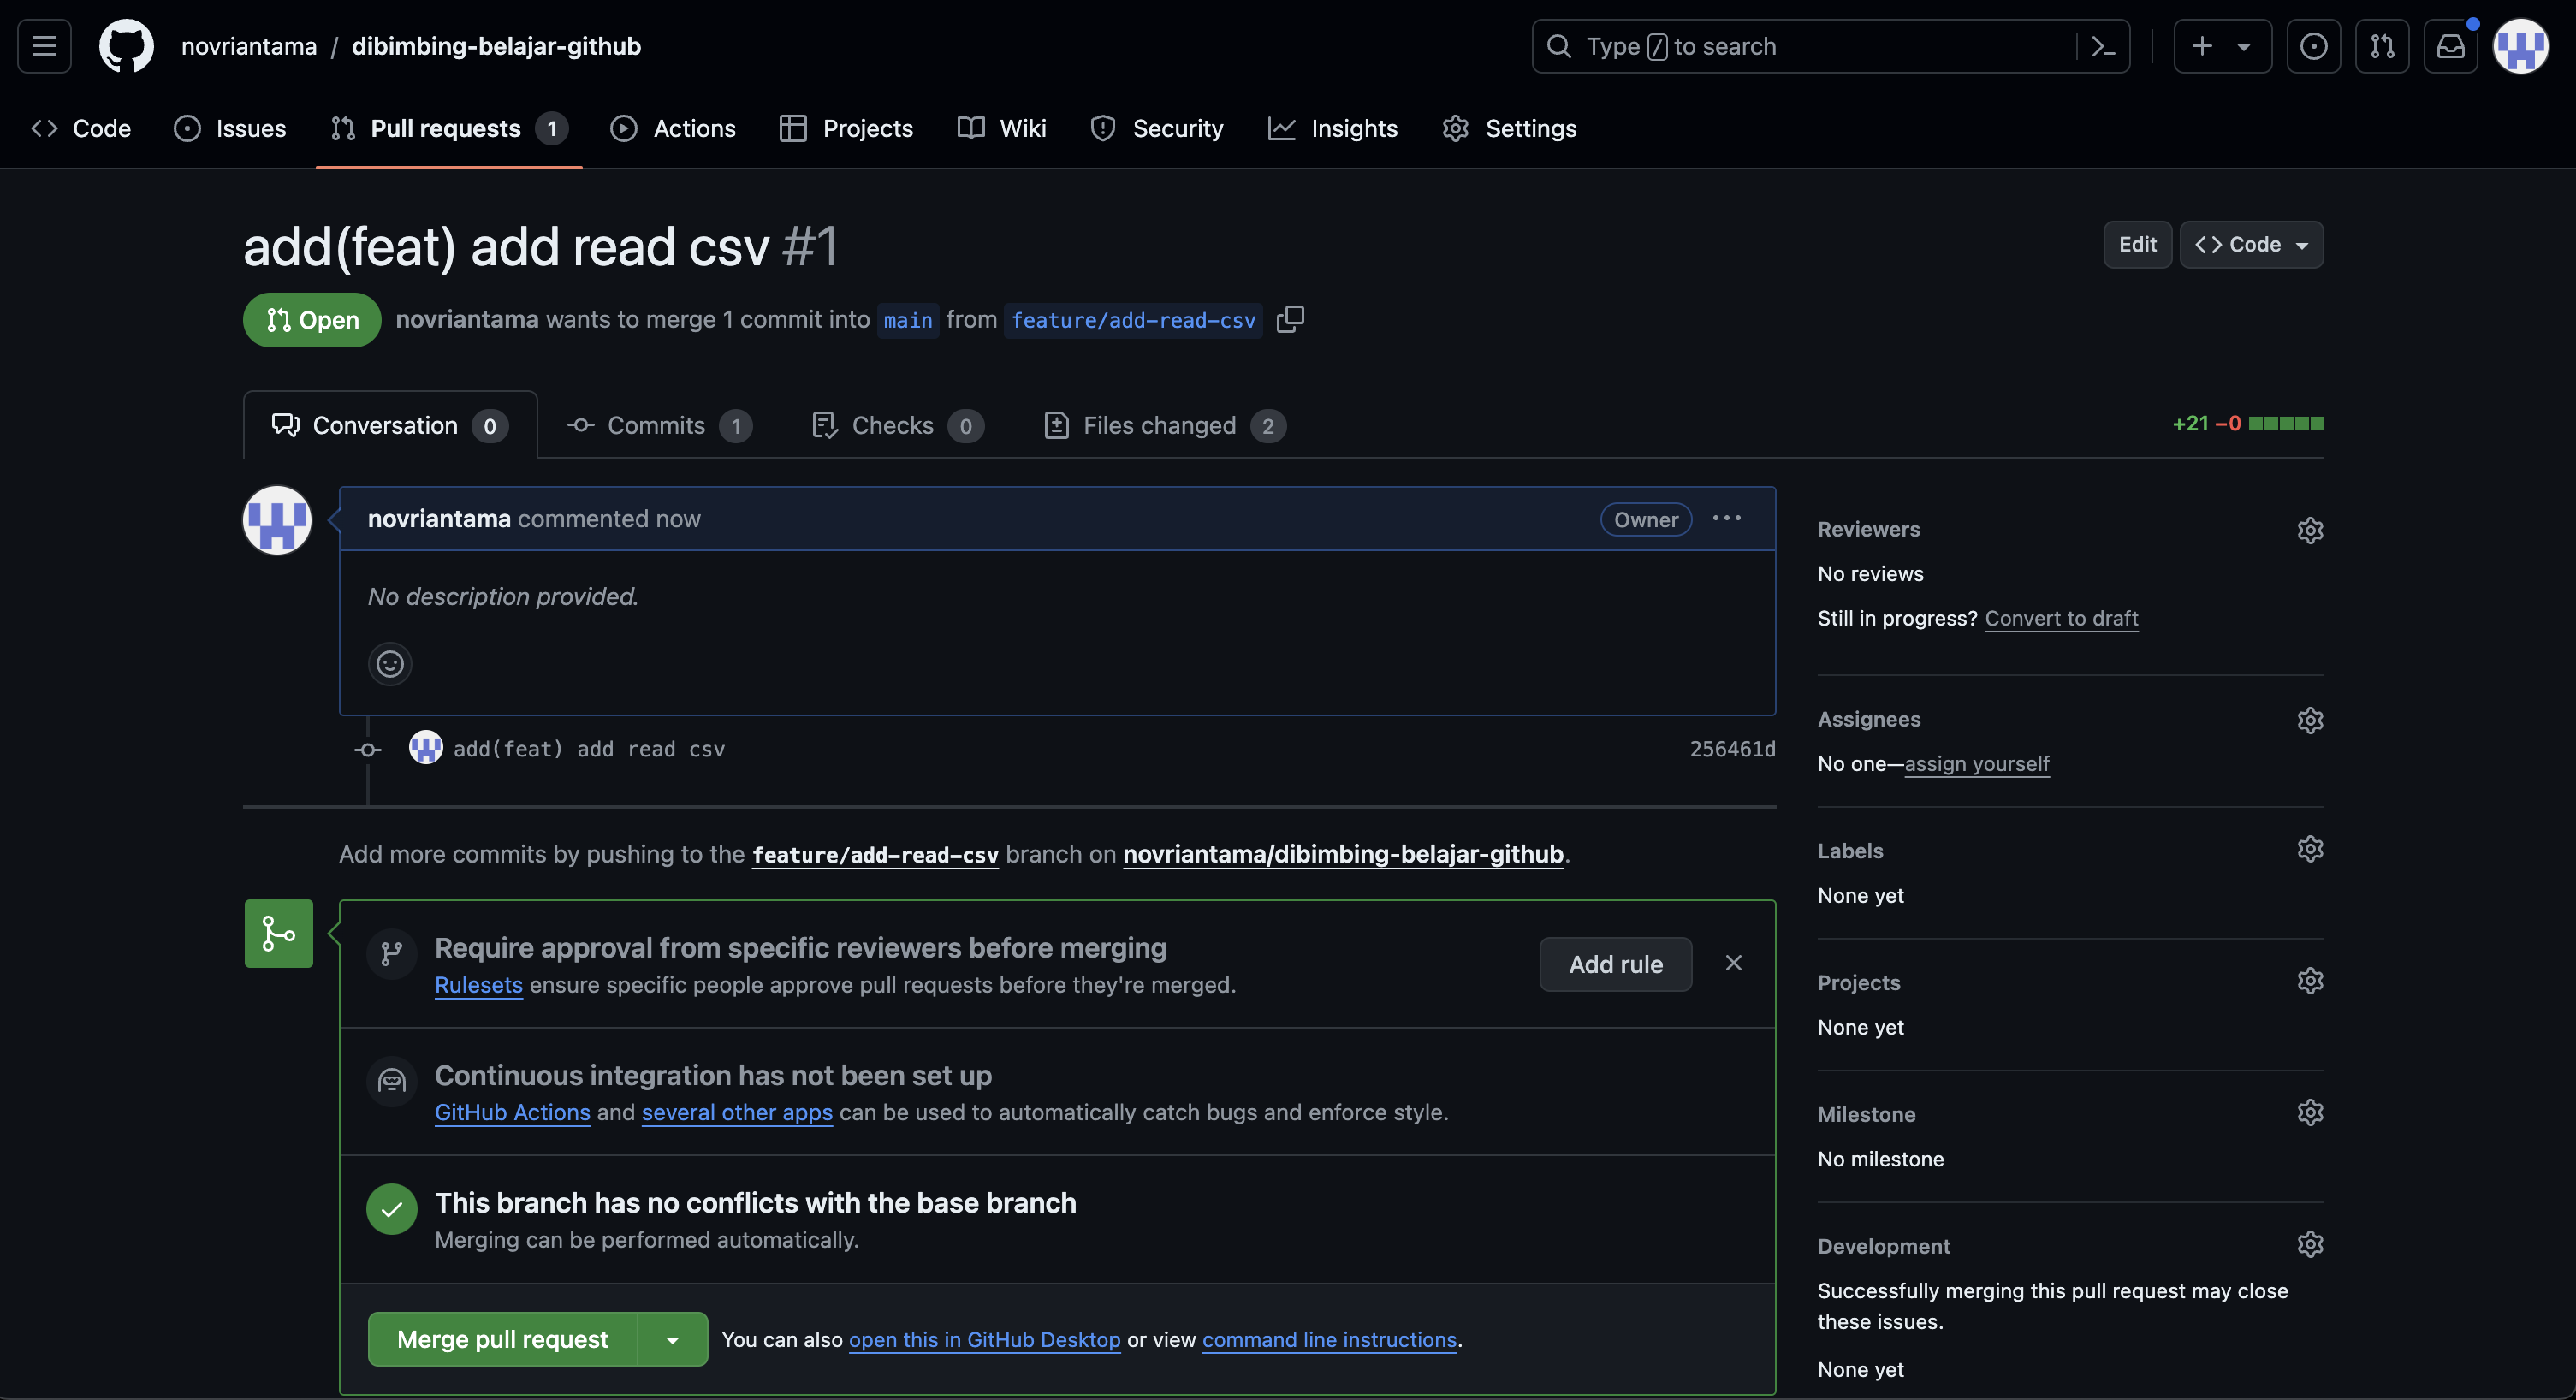 novriantama / dibimbing-belajar-github
Type / to search
Code
Issues
Pull requests 1
Actions
Projects
Wiki
Security
Insights
Settings
add(feat) add read csv #1
Edit
Code
Open
novriantama wants to merge 1 commit into main from feature/add-read-csv
Conversation 0
Commits 1
Checks 0
Files changed 2
+21 −0
novriantama commented now
Owner
No description provided.
add(feat) add read csv
256461d
Add more commits by pushing to the feature/add-read-csv branch on novriantama/dibimbing-belajar-github.
Require approval from specific reviewers before merging
Rulesets ensure specific people approve pull requests before they're merged.
Add rule
Continuous integration has not been set up
GitHub Actions and several other apps can be used to automatically catch bugs and enforce style.
This branch has no conflicts with the base branch
Merging can be performed automatically.
Merge pull request
You can also open this in GitHub Desktop or view command line instructions.
Reviewers
No reviews
Still in progress? Convert to draft
Assignees
No one—assign yourself
Labels
None yet
Projects
None yet
Milestone
No milestone
Development
Successfully merging this pull request may close
these issues.
None yet